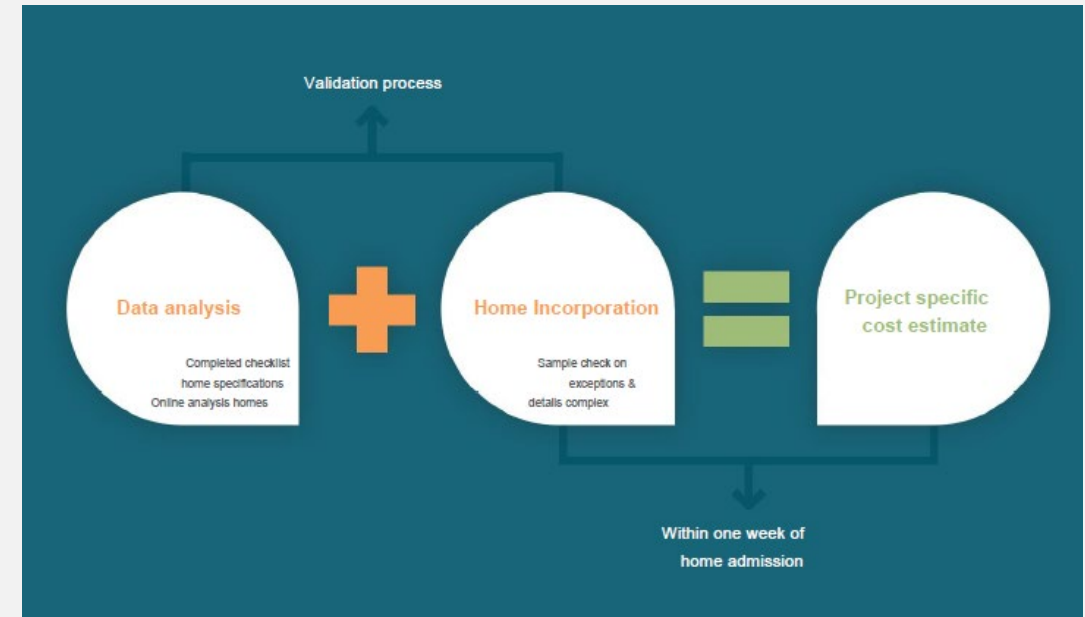 Validation process
Data analysis
Completed checklist
home specifications
Online analysis homes
Home Incorporation
Sample check on
exceptions &
details complex
Project specific
cost estimate
Within one week of
home admission